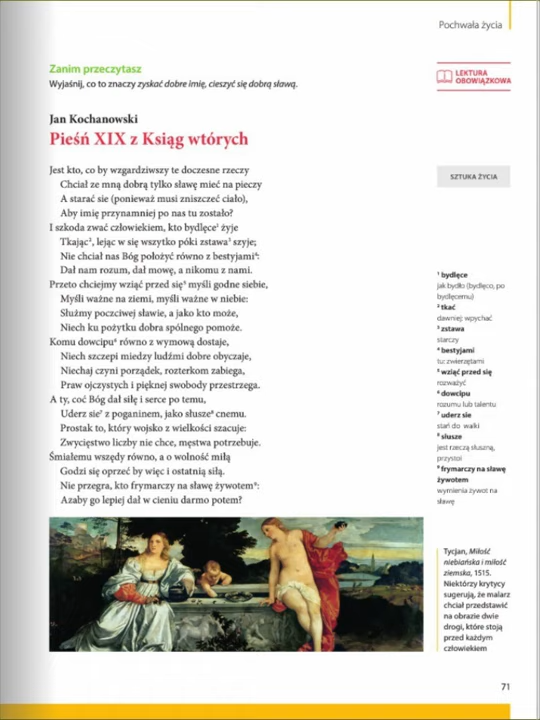 Pochwała życia
Zanim przeczytasz
Wyjaśnij, co to znaczy zyskać dobre imię, cieszyć się dobrą sławą.
LEKTURA
OBOWIĄZKOWA
Jan Kochanowski
Pieśń XIX z Ksiąg wtórych
Jest kto, co by wzgardziwszy te doczesne rzeczy
Chciał ze mną dobrą tylko sławę mieć na pieczy
A starać sie (ponieważ musi zniszczeć ciało),
Aby imię przynamniej po nas tu zostało?
I szkoda zwać człowiekiem, kto bydlęce¹ żyje
Tkając², lejąc w się wszytko póki zstawa³ szyje;
Nie chciał nas Bóg położyć równo z bestyjami⁴:
Dał nam rozum, dał mowę, a nikomu z nami.
Przeto chciejmy wziąć przed się⁵ myśli godne siebie,
Myśli ważne na ziemi, myśli ważne w niebie:
Służmy poczciwej sławie, a jako kto może,
Niech ku pożytku dobra spólnego pomoże.
Komu dowcipu⁶ równo z wymową dostaje,
Niech szczepi miedzy ludźmi dobre obyczaje,
Niechaj czyni porządek, rozterkom zabiega,
Praw ojczystych i pięknej swobody przestrzega.
A ty, coć Bóg dał siłę i serce po temu,
Uderz sie⁷ z poganinem, jako słusze⁸ cnemu.
Prostak to, który wojsko z wielkości szacuje:
Zwycięstwo liczby nie chce, męstwa potrzebuje.
Śmiałemu wszędy równo, a o wolność miłą
Godzi się oprzeć by więc i ostatnią siłą.
Nie przegra, kto frymarczy na sławę żywotem⁹:
Azaby go lepiej dał w cieniu darmo potem?
SZTUKA ŻYCIA
¹ bydlęce
jak bydło (bydlęco, po
bydlęcemu)
² tkać
dawniej: wpychać
³ zstawa
starczy
⁴ bestyjami
tu: zwierzętami
⁵ wziąć przed się
rozważyć
⁶ dowcipu
rozumu lub talentu
⁷ uderz sie
stań do walki
⁸ słusze
jest rzeczą słuszną,
przystoi
⁹ frymarczy na sławę
żywotem
wymienia żywot na
sławę
Tycjan, Miłość
niebiańska i miłość
ziemska, 1515.
Niektórzy krytycy
sugerują, że malarz
chciał przedstawić
na obrazie dwie
drogi, które stoją
przed każdym
człowiekiem
71